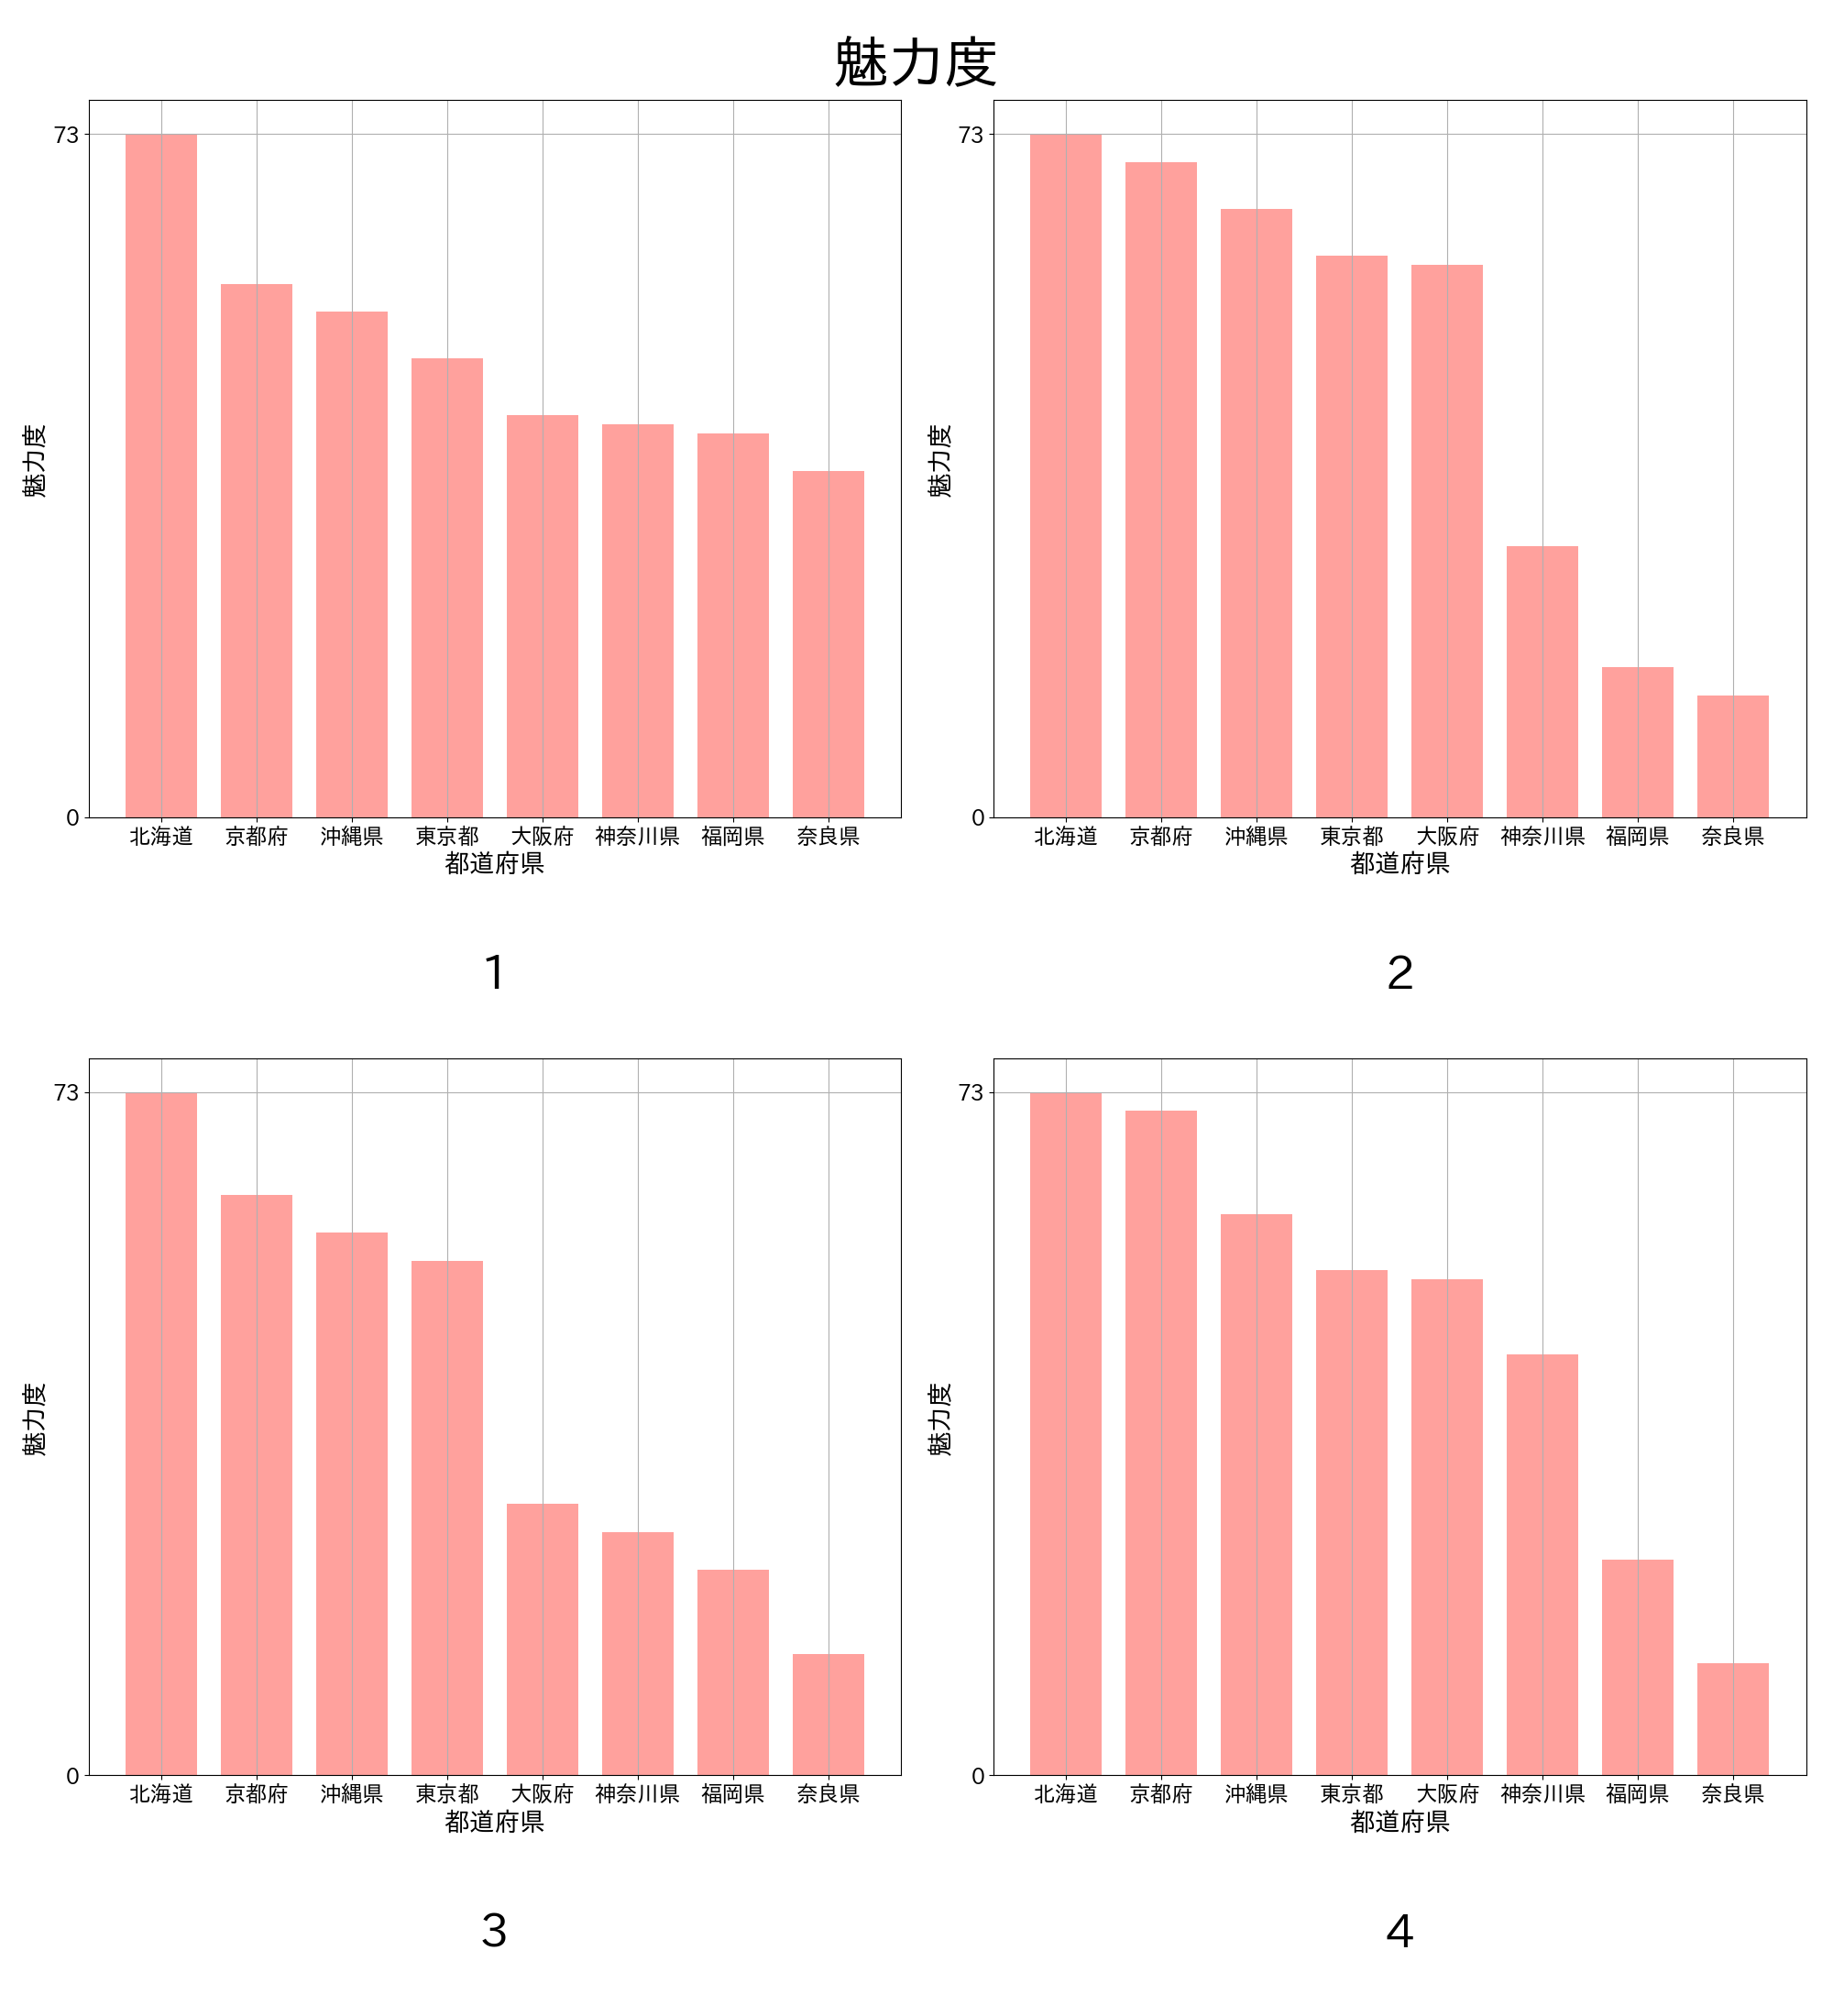 魅力度
73
0
魅力度
北海道 京都府 沖縄県 東京都 大阪府 神奈川県 福岡県 奈良県
都道府県
1
73
0
魅力度
北海道 京都府 沖縄県 東京都 大阪府 神奈川県 福岡県 奈良県
都道府県
2
73
0
魅力度
北海道 京都府 沖縄県 東京都 大阪府 神奈川県 福岡県 奈良県
都道府県
3
73
0
魅力度
北海道 京都府 沖縄県 東京都 大阪府 神奈川県 福岡県 奈良県
都道府県
4